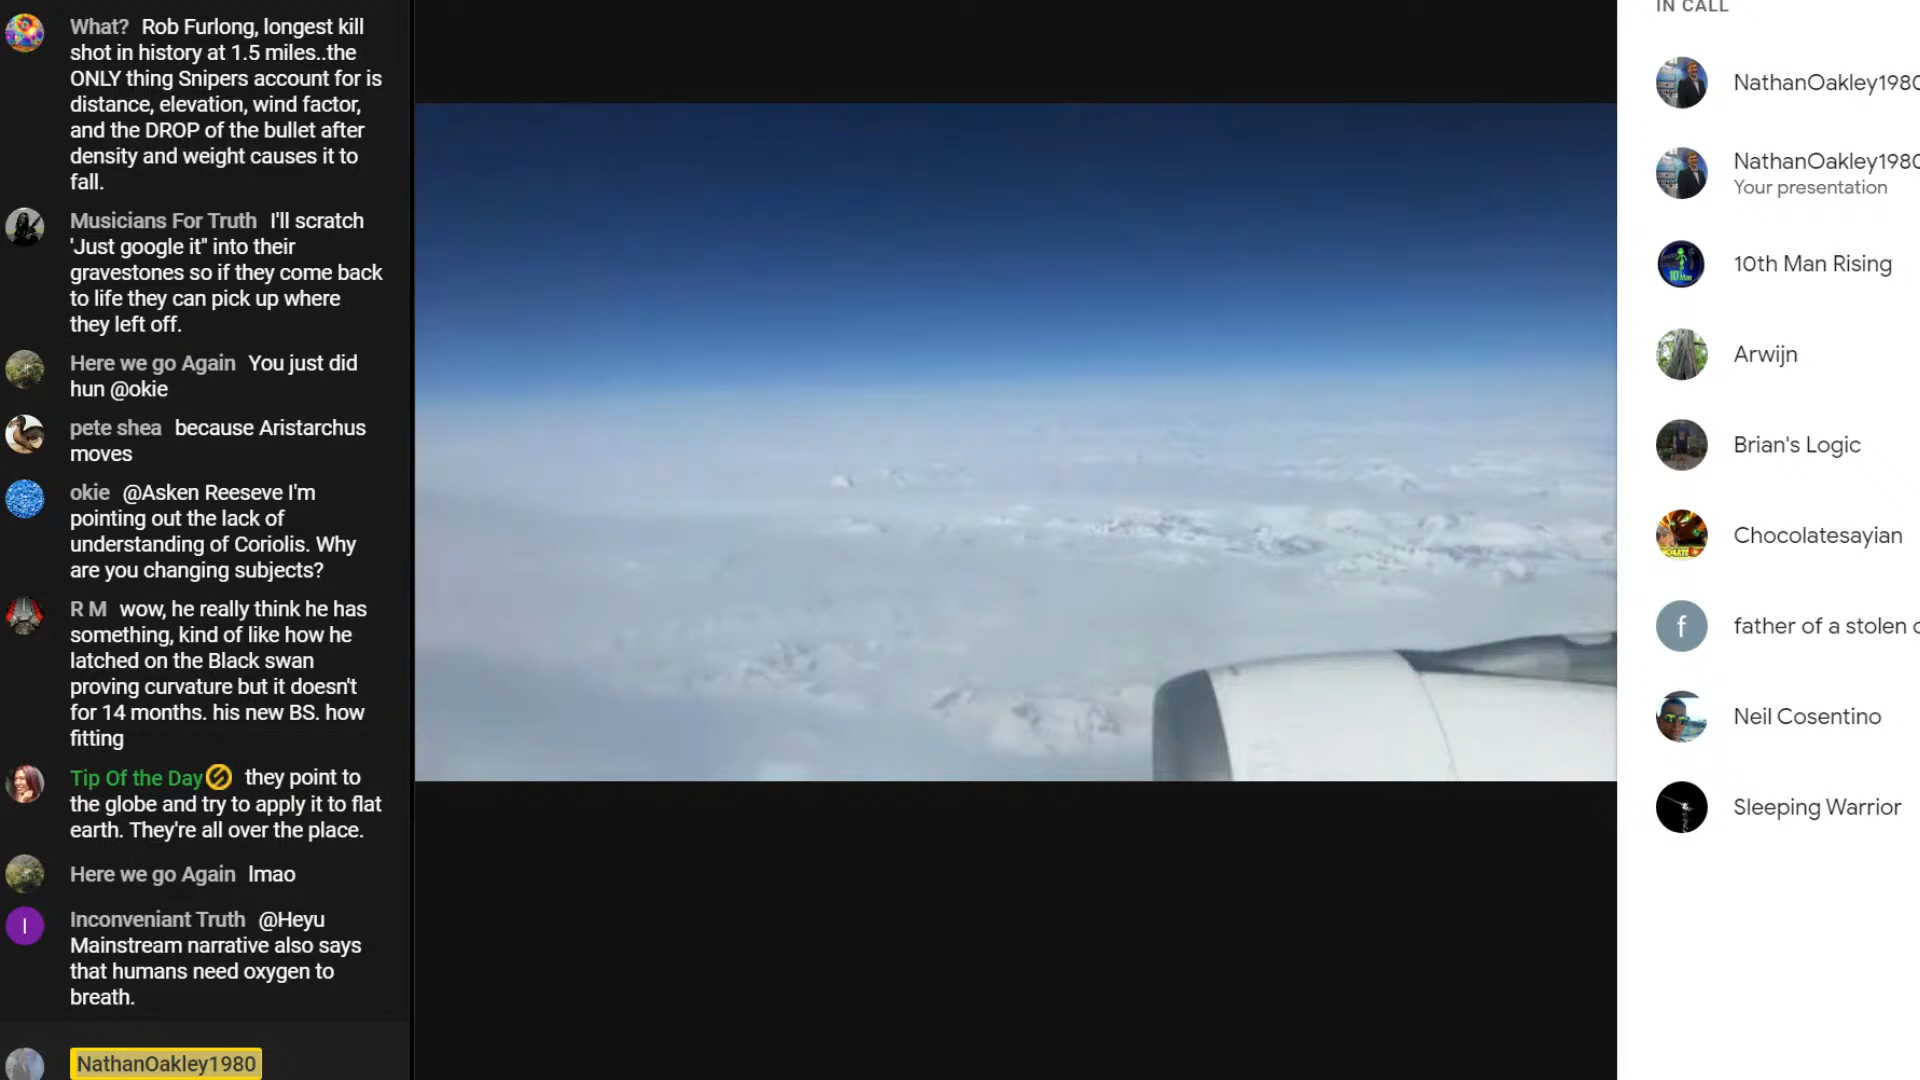 What? Rob Furlong, longest kill
shot in history at 1.5 miles..the
ONLY thing Snipers account for is
distance, elevation, wind factor,
and the DROP of the bullet after
density and weight causes it to
fall.
Musicians For Truth I'll scratch
'Just google it" into their
gravestones so if they come back
to life they can pick up where
they left off.
Here we go Again You just did
hun @okie
pete shea because Aristarchus
moves
okie @Asken Reeseve I'm
pointing out the lack of
understanding of Coriolis. Why
are you changing subjects?
R M wow, he really think he has
something, kind of like how he
latched on the Black swan
proving curvature but it doesn't
for 14 months. his new BS. how
fitting
Tip Of the Day they point to
the globe and try to apply it to flat
earth. They're all over the place.
Here we go Again lmao
I
Inconveniant Truth @Heyu
Mainstream narrative also says
that humans need oxygen to
breath.
NathanOakley1980
IN CALL
NathanOakley1980
NathanOakley1980
Your presentation
10th Man Rising
Arwijn
Brian's Logic
Chocolatesayian
f
father of a stolen
Neil Cosentino
Sleeping Warrior